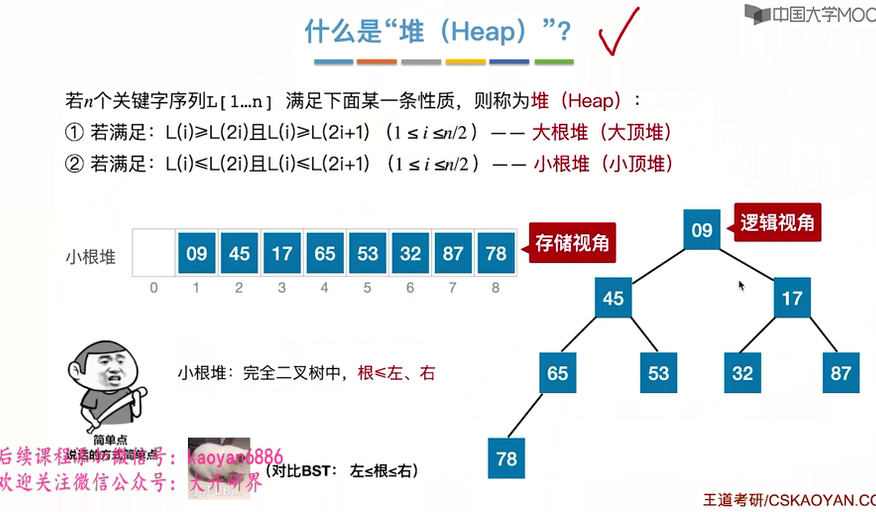 什么是“堆（Heap）”?
中国大学MOO
若n个关键字序列L[1…n] 满足下面某一条性质，则称为堆（Heap）：
① 若满足：L(i)≥L(2i)且L(i)≥L(2i+1) （1 ≤ i ≤n/2 ） —— 大根堆（大顶堆）
② 若满足：L(i)≤L(2i)且L(i)≤L(2i+1) （1 ≤ i ≤n/2 ） —— 小根堆（小顶堆）
小根堆
09 45 17 65 53 32 87 78
0 1 2 3 4 5 6 7 8
存储视角
逻辑视角
09
45 17
65 53 32 87
78
小根堆：完全二叉树中，根≤左、右
简单点
说话的方式简单点
后续课程添加微信号：kaoyan6886
欢迎关注微信公众号：大开所界
(对比BST： 左≤根≤右)
王道考研/CSKAOYAN.CO